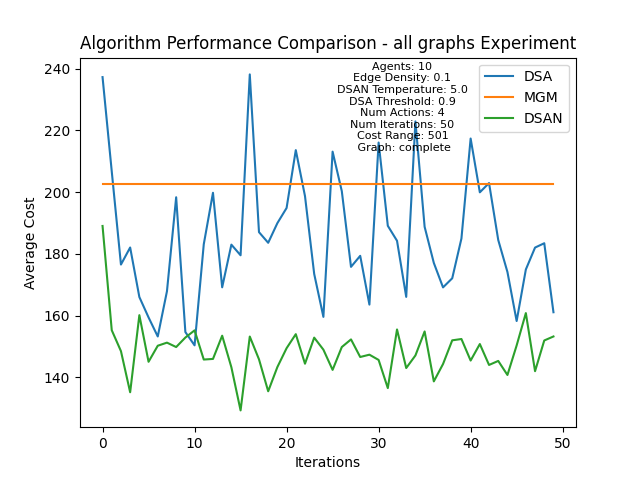 Algorithm Performance Comparison - all graphs Experiment
Agents: 10
Edge Density: 0.1
DSAN Temperature: 5.0
DSA Threshold: 0.9
Num Actions: 4
Num Iterations: 50
Cost Range: 501
Graph: complete
DSA
MGM
DSAN
240
220
200
180
160
140
Average Cost
0
10
20
30
40
50
Iterations